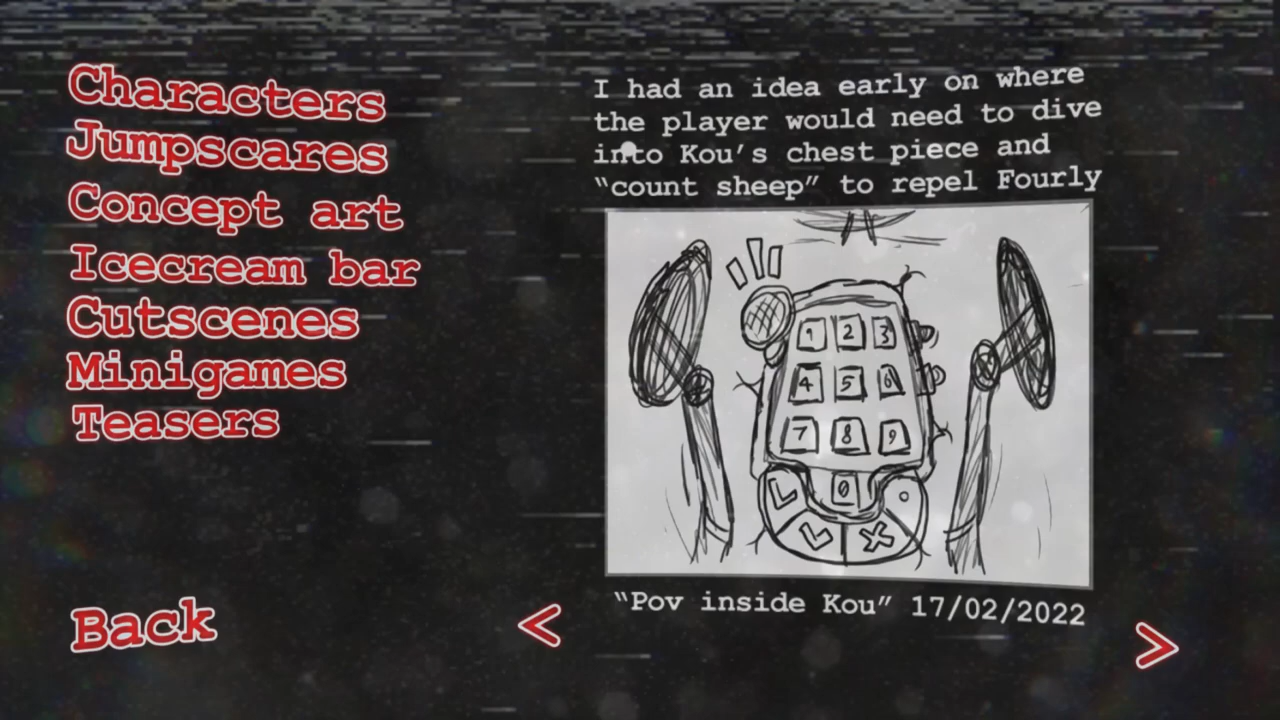 Characters
Jumpscares
Concept art
Icecream bar
Cutscenes
Minigames
Teasers
Back
I had an idea early on where
the player would need to dive
into Kou's chest piece and
“count sheep” to repel Fourly
1 2 3
4 5 6
7 8 9
0
“Pov inside Kou” 17/02/2022
< >